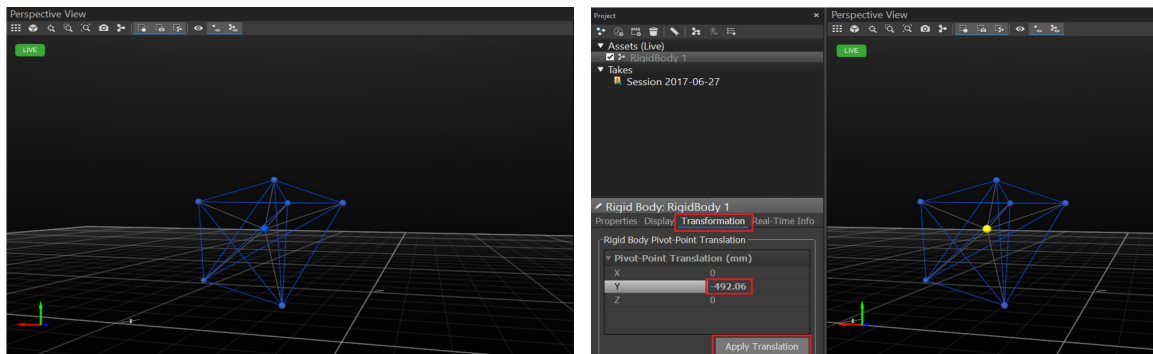 Perspective View
LIVE
Project
Assets (Live)
RigidBody 1
Takes
Session 2017-06-27
Rigid Body: RigidBody 1
Properties Display Transformation Real-Time Info
Rigid Body Pivot-Point Translation
Pivot-Point Translation (mm)
X 0
Y -492.06
Z 0
Apply Translation
Perspective View
LIVE